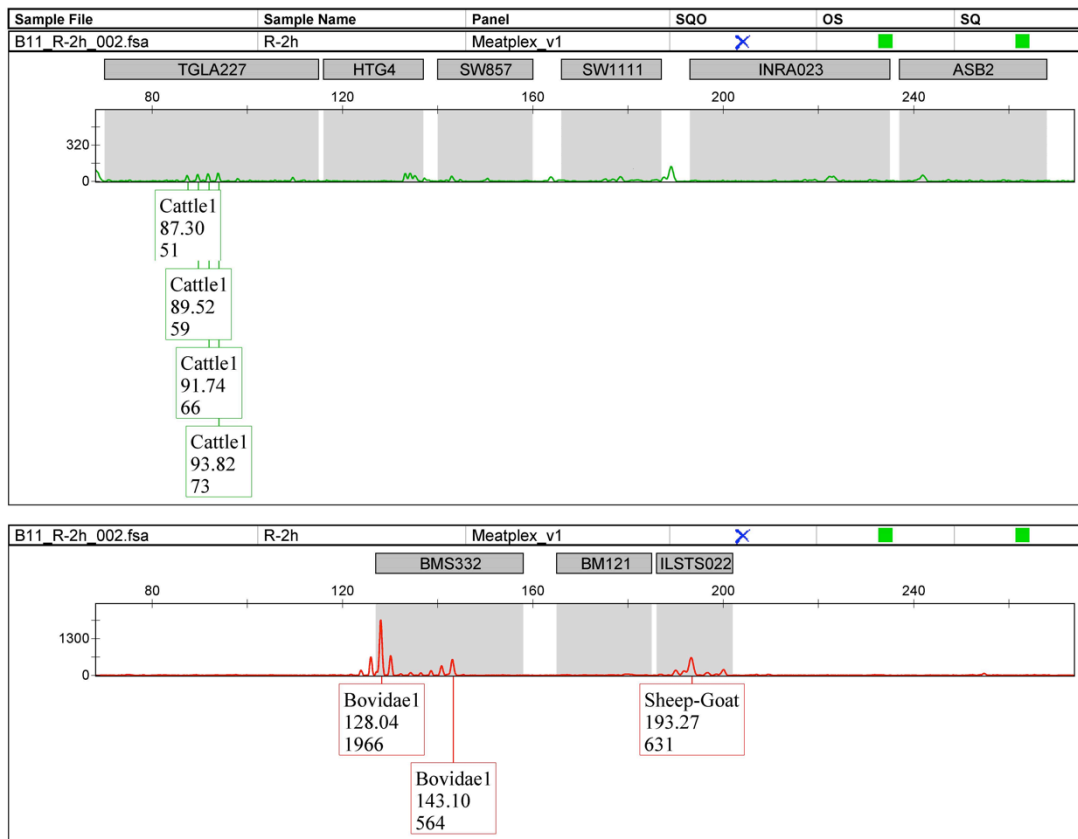 Sample File Sample Name Panel SQO OS SQ
B11_R-2h_002.fsa R-2h Meatplex_v1
TGLA227 HTG4 SW857 SW1111 INRA023 ASB2
80 120 160 200 240
320
0
Cattle1
87.30
51
Cattle1
89.52
59
Cattle1
91.74
66
Cattle1
93.82
73
B11_R-2h_002.fsa R-2h Meatplex_v1
BMS332 BM121 ILSTS022
80 120 160 200 240
1300
0
Bovidae1
128.04
1966
Bovidae1
143.10
564
Sheep-Goat
193.27
631